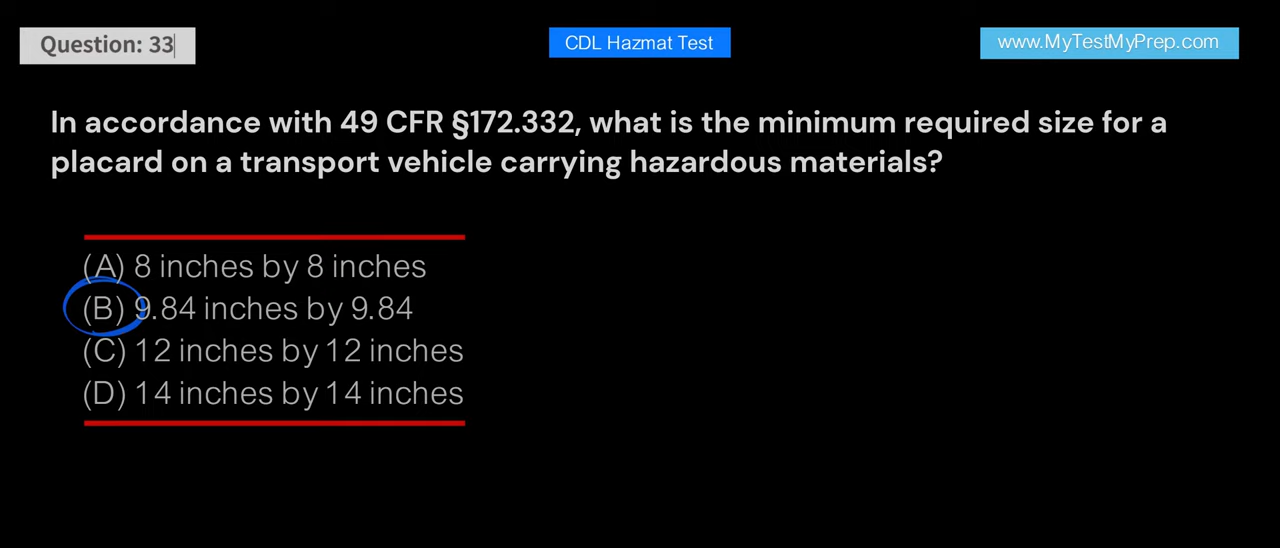 Question: 33
CDL Hazmat Test
www.MyTestMyPrep.com
In accordance with 49 CFR §172.332, what is the minimum required size for a
placard on a transport vehicle carrying hazardous materials?
(A) 8 inches by 8 inches
(B) 9.84 inches by 9.84
(C) 12 inches by 12 inches
(D) 14 inches by 14 inches